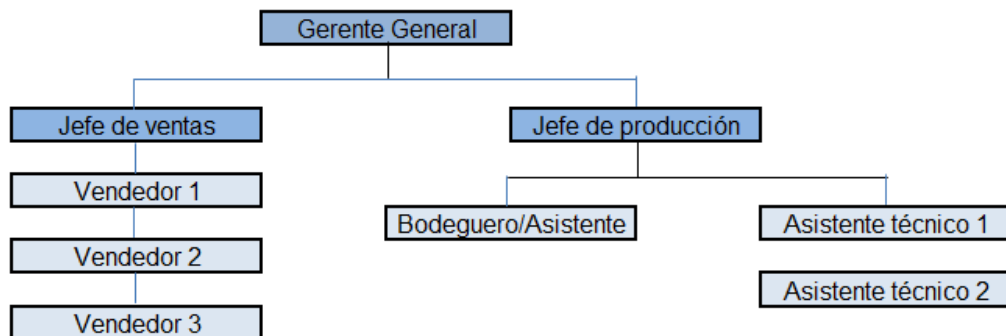 Gerente General
Jefe de ventas
Jefe de producción
Vendedor 1
Bodeguero/Asistente
Asistente técnico 1
Vendedor 2
Asistente técnico 2
Vendedor 3